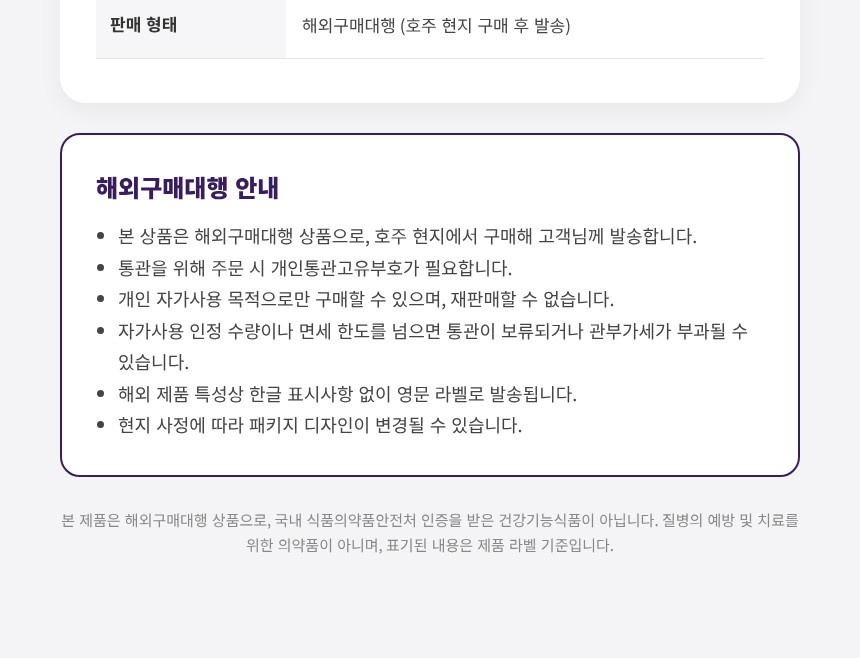 판매 형태 해외구매대행 (호주 현지 구매 후 발송)
해외구매대행 안내
본 상품은 해외구매대행 상품으로, 호주 현지에서 구매해 고객님께 발송합니다.
통관을 위해 주문 시 개인통관고유부호가 필요합니다.
개인 자가사용 목적으로만 구매할 수 있으며, 재판매할 수 없습니다.
자가사용 인정 수량이나 면세 한도를 넘으면 통관이 보류되거나 관부가세가 부과될 수
있습니다.
해외 제품 특성상 한글 표시사항 없이 영문 라벨로 발송됩니다.
현지 사정에 따라 패키지 디자인이 변경될 수 있습니다.
본 제품은 해외구매대행 상품으로, 국내 식품의약품안전처 인증을 받은 건강기능식품이 아닙니다. 질병의 예방 및 치료를
위한 의약품이 아니며, 표기된 내용은 제품 라벨 기준입니다.